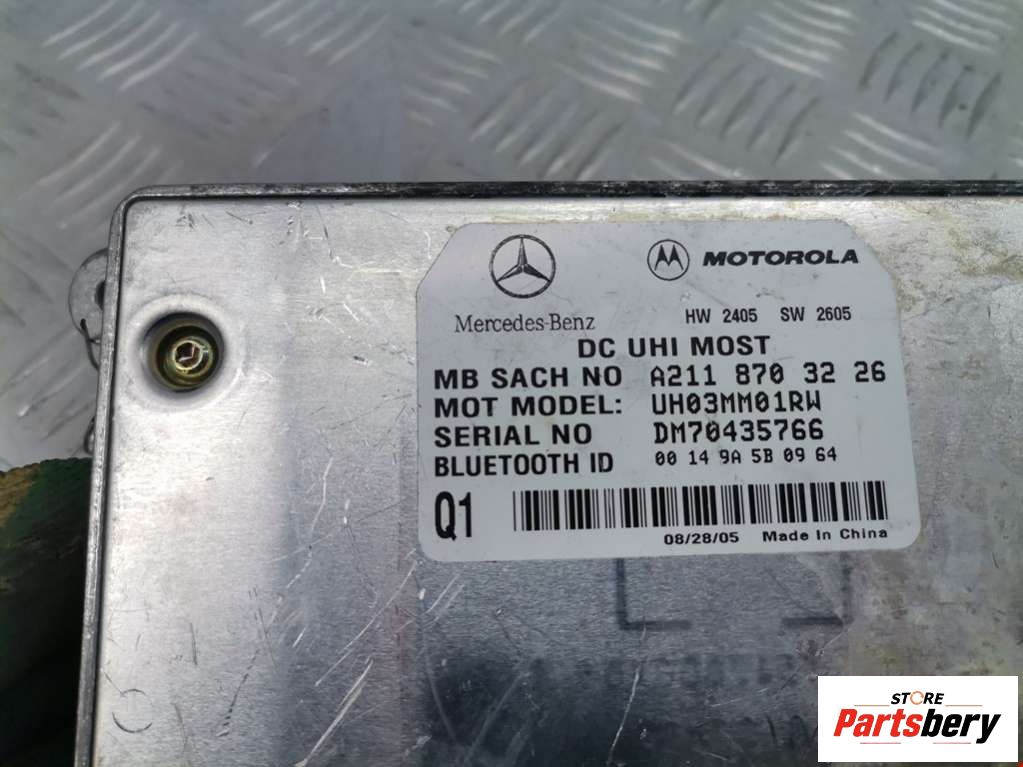 MOTOROLA
Mercedes-Benz
HW 2405 SW 2605
DC UHI MOST
MB SACH NO A211 870 32 26
MOT MODEL: UH03MM01RW
SERIAL NO DM70435766
BLUETOOTH ID 00 14 9A 5B 09 64
Q1
08/28/05 Made In China
STORE
Partsbery